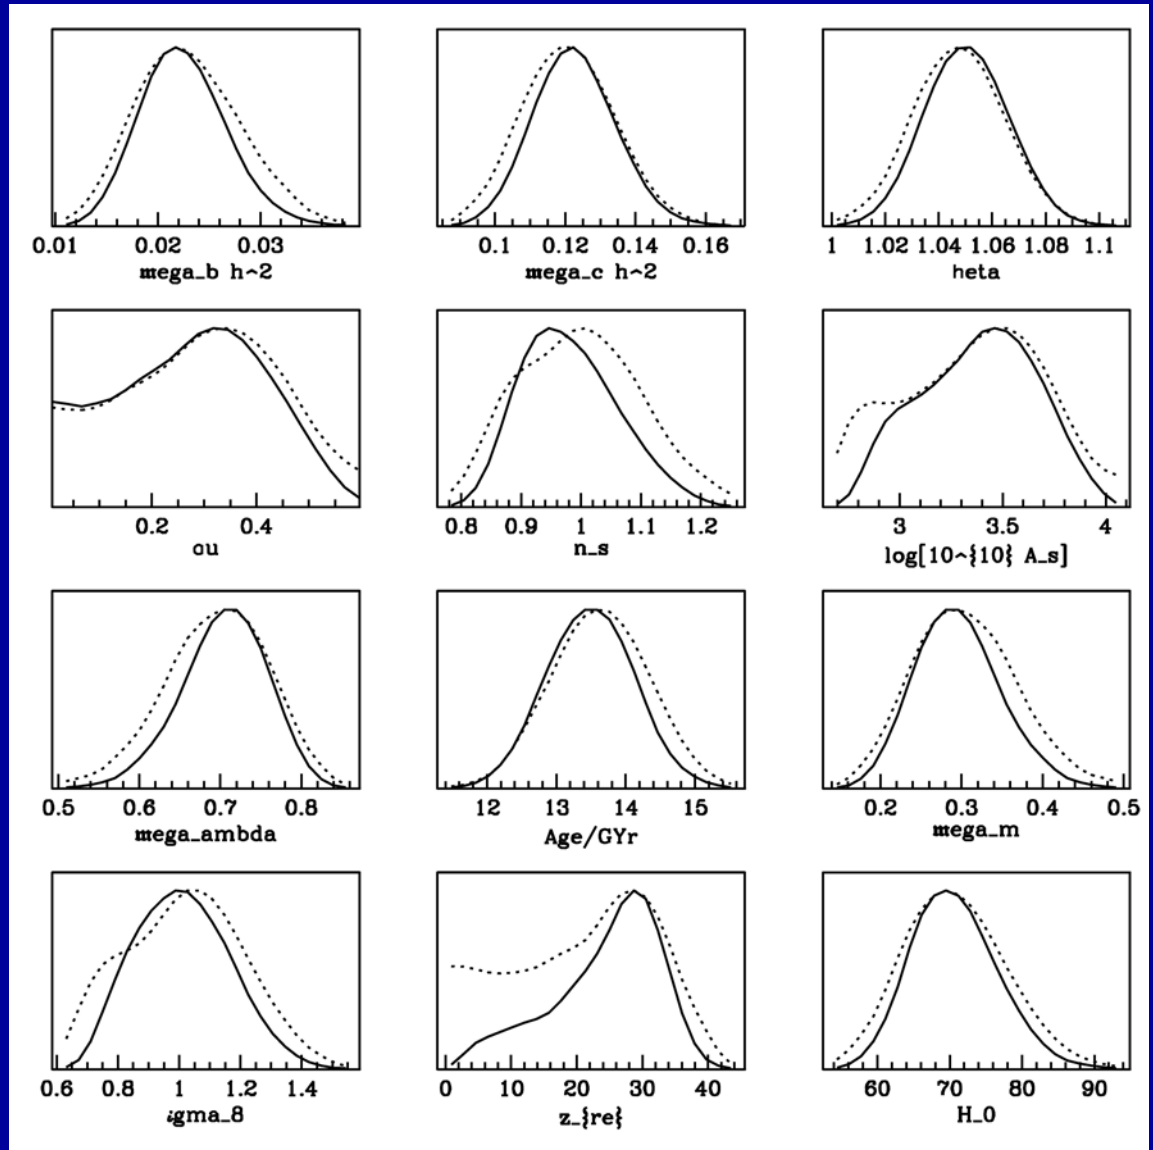 0.01 0.02 0.03
mega_b h^2
0.1 0.12 0.14 0.16
mega_c h^2
1 1.02 1.04 1.06 1.08 1.1
heta
0.2 0.4
au
0.8 0.9 1 1.1 1.2
n_s
3 3.5 4
log[10^{10} A_s]
0.5 0.6 0.7 0.8
mega_ambda
12 13 14 15
Age/GYr
0.2 0.3 0.4 0.5
mega_m
0.6 0.8 1 1.2 1.4
igma_8
0 10 20 30 40
z_{re}
60 70 80 90
H_0